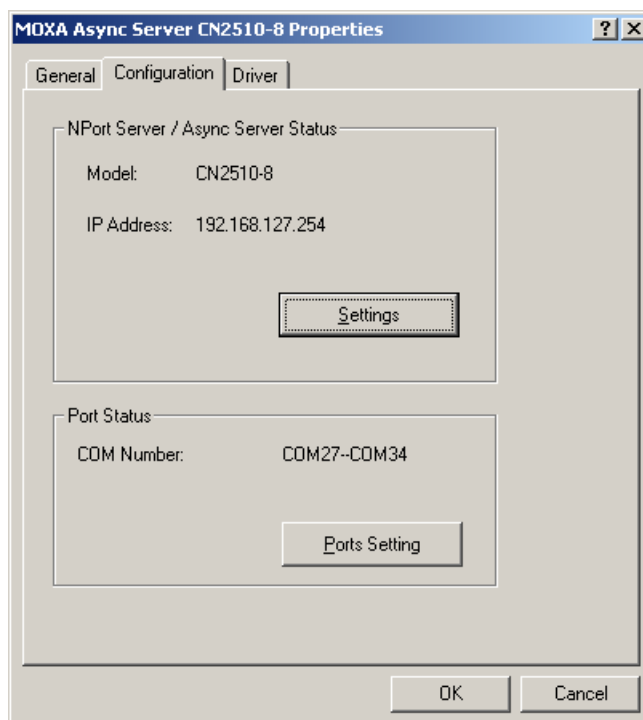 MOXA Async Server CN2510-8 Properties ? X
General Configuration Driver
NPort Server / Async Server Status
Model: CN2510-8
IP Address: 192.168.127.254
Settings
Port Status
COM Number: COM27--COM34
Ports Setting
OK Cancel